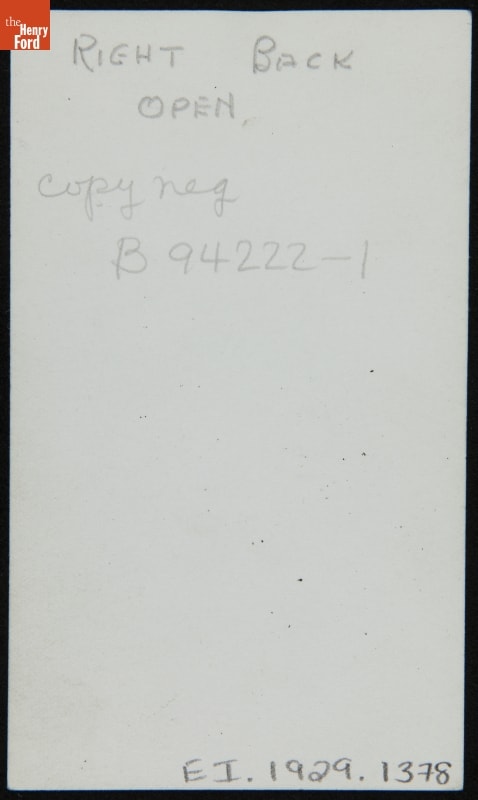 the
Henry
Ford
RIGHT BACK
OPEN.
copy neg
B 94222-1
EI.1929.1378